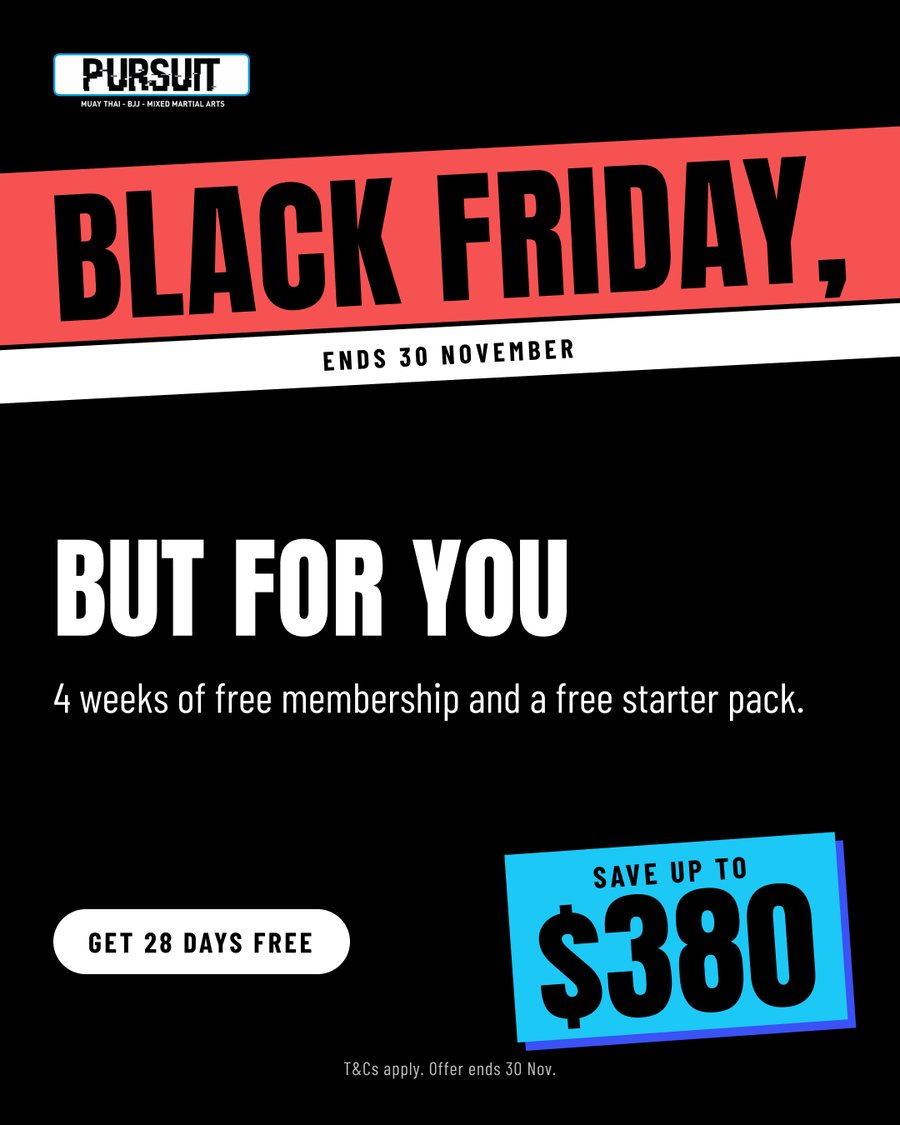 PURSUIT
MUAY THAI - BJJ - MIXED MARTIAL ARTS
BLACK FRIDAY,
ENDS 30 NOVEMBER
BUT FOR YOU
4 weeks of free membership and a free starter pack.
SAVE UP TO
$380
GET 28 DAYS FREE
T&Cs apply. Offer ends 30 Nov.